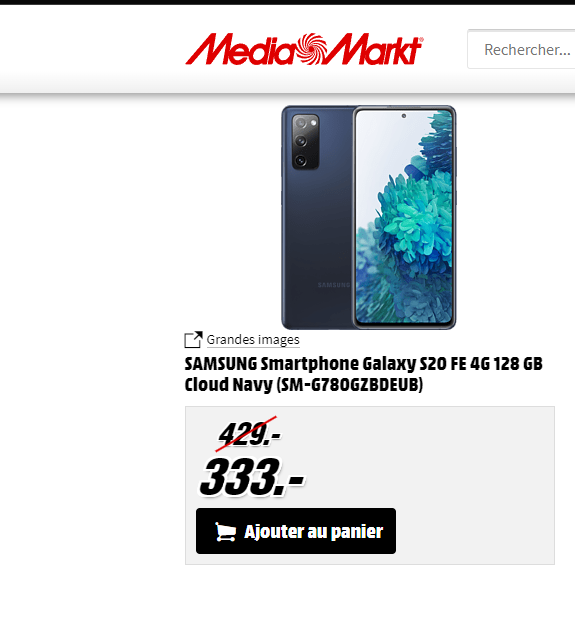 MediaMarkt®
Rechercher...
SAMSUNG
Grandes images
SAMSUNG Smartphone Galaxy S20 FE 4G 128 GB
Cloud Navy (SM-G780GZBDEUB)
429.-
333.-
Ajouter au panier